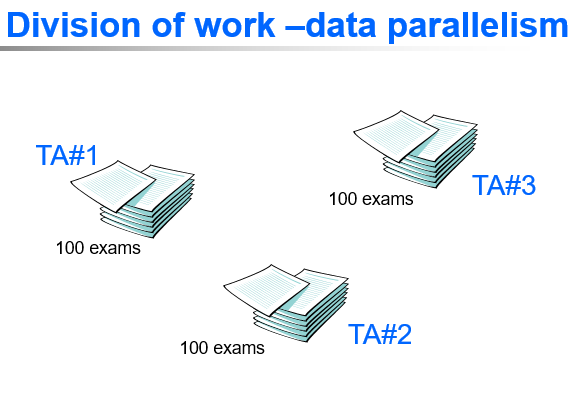 Division of work –data parallelism
TA#1
100 exams
TA#3
100 exams
TA#2
100 exams